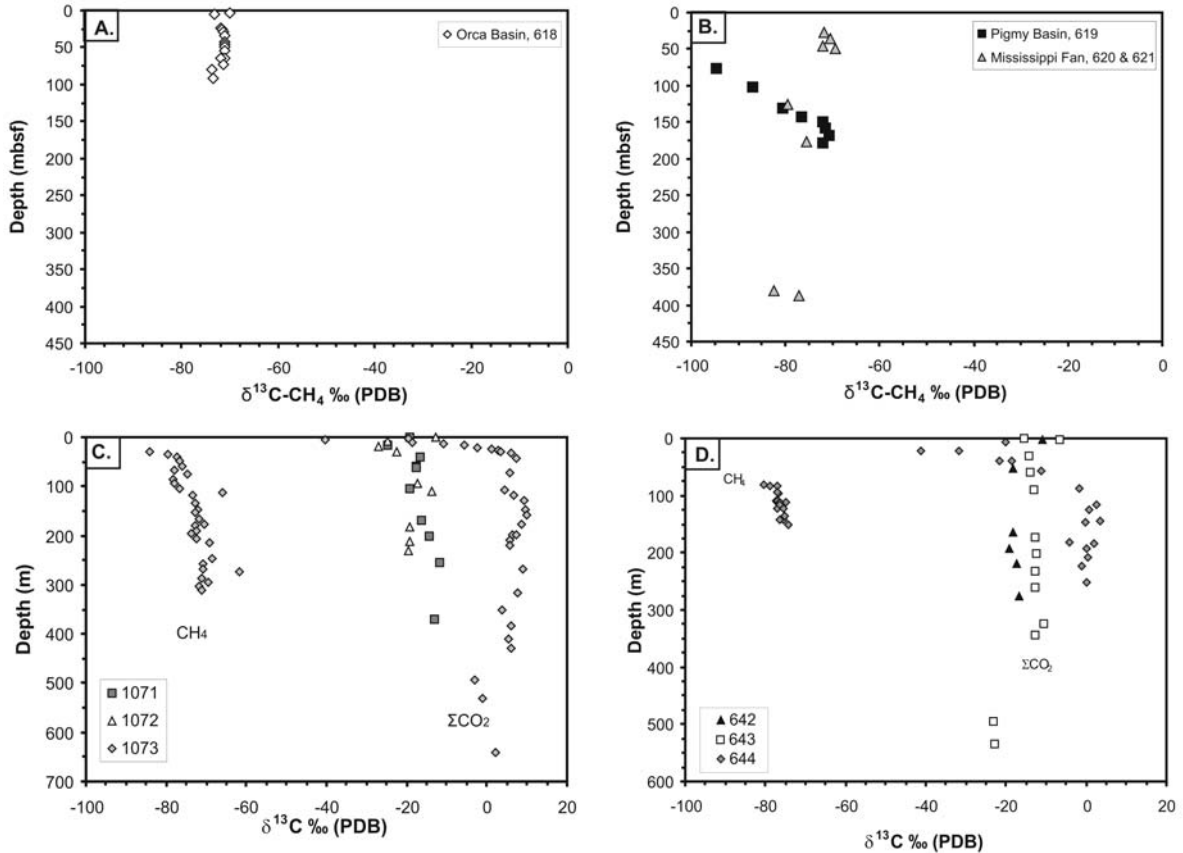 A.
Orca Basin, 618
0
50
100
150
200
250
300
350
400
450
Depth (mbsf)
-100 -80 -60 -40 -20 0
δ¹³C-CH₄ ‰ (PDB)
B.
Pigmy Basin, 619
Mississippi Fan, 620 & 621
0
50
100
150
200
250
300
350
400
450
Depth (mbsf)
-100 -80 -60 -40 -20 0
δ¹³C-CH₄ ‰ (PDB)
C.
0
100
200
300
400
500
600
700
Depth (m)
CH₄
ΣCO₂
1071
1072
1073
-100 -80 -60 -40 -20 0 20
δ¹³C ‰ (PDB)
D.
0
100
200
300
400
500
600
Depth (m)
CH₄
ΣCO₂
642
643
644
-100 -80 -60 -40 -20 0 20
δ¹³C ‰ (PDB)